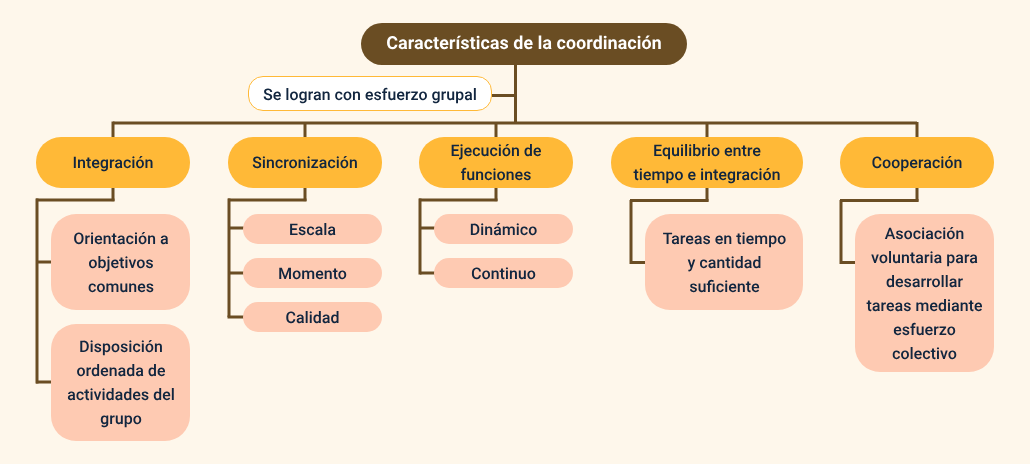 Características de la coordinación
Se logran con esfuerzo grupal
Integración
Orientación a
objetivos
comunes
Disposición
ordenada de
actividades del
grupo
Sincronización
Escala
Momento
Calidad
Ejecución de
funciones
Dinámico
Continuo
Equilibrio entre
tiempo e integración
Tareas en tiempo
y cantidad
suficiente
Cooperación
Asociación
voluntaria para
desarrollar
tareas mediante
esfuerzo
colectivo